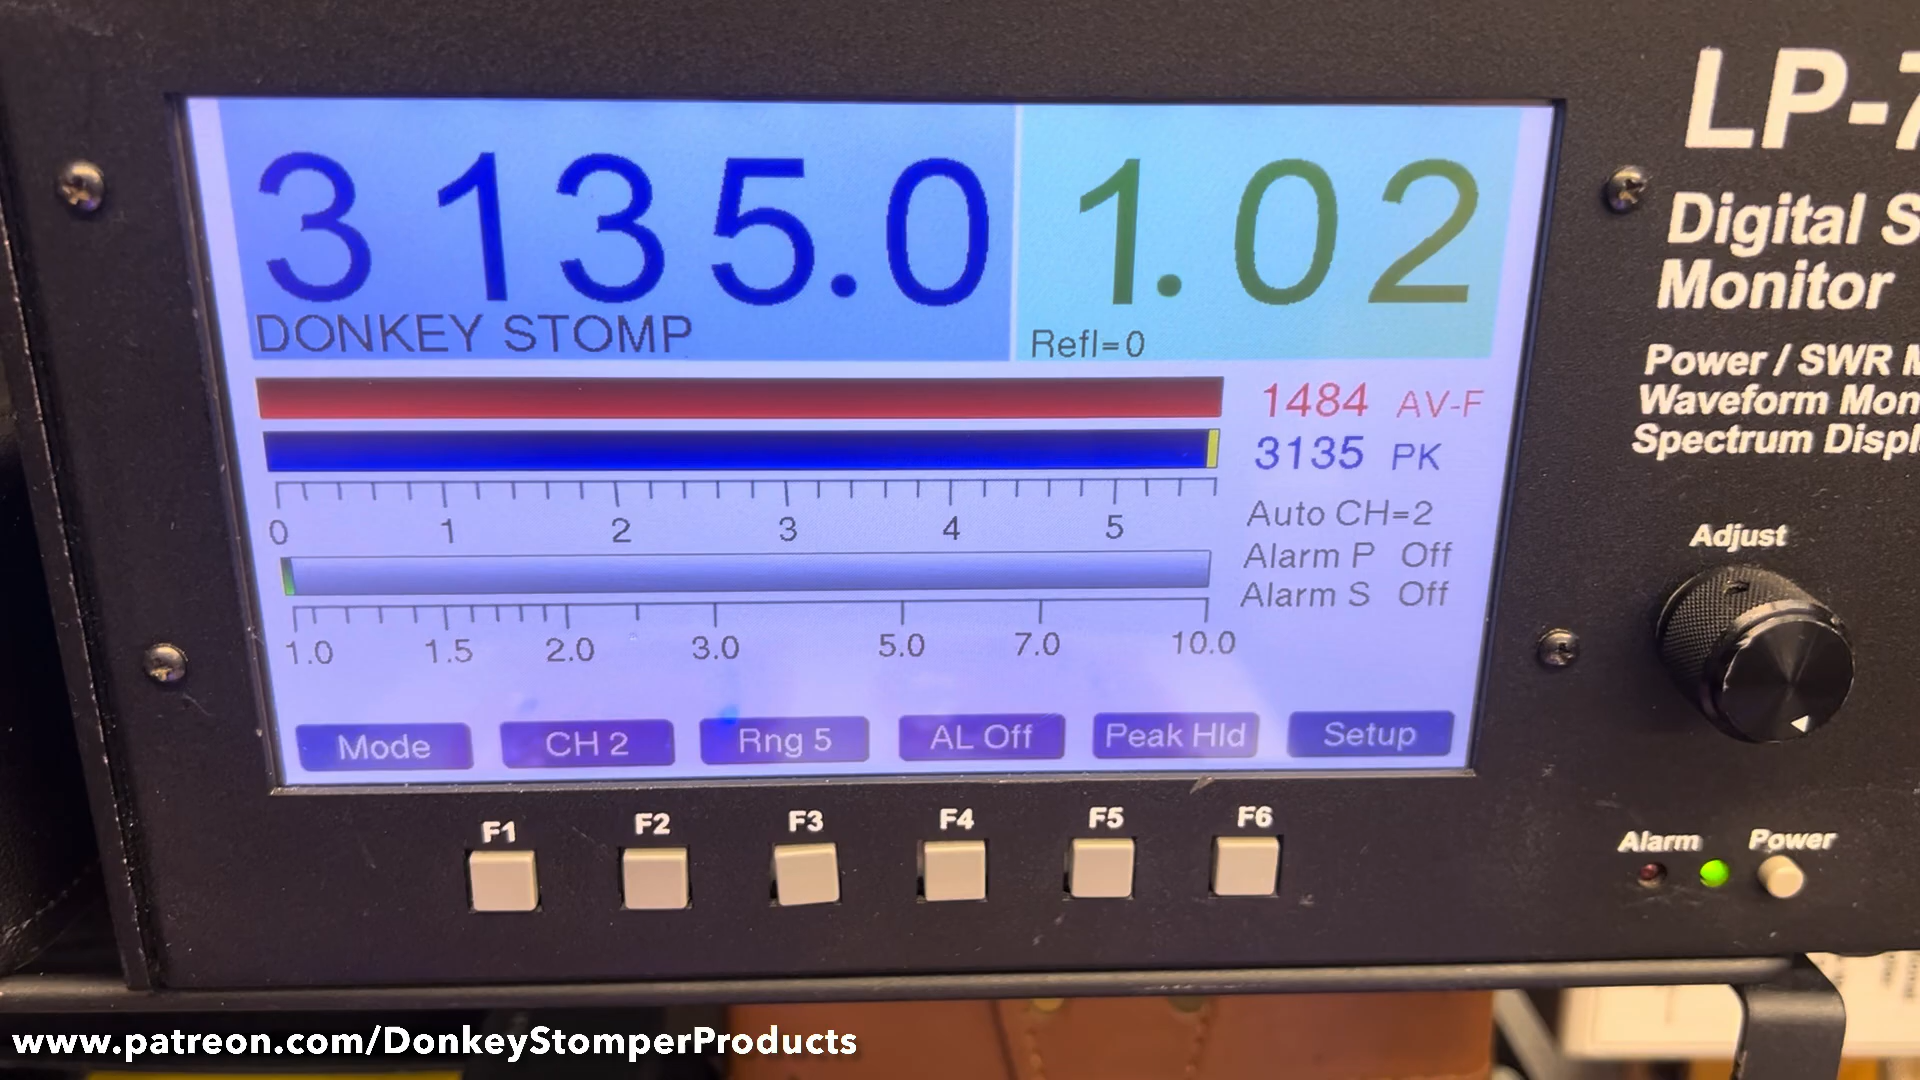 3135.0 1.02
DONKEY STOMP Refl=0
1484 AV-F
3135 PK
0 1 2 3 4 5
Auto CH=2
Alarm P Off
Alarm S Off
1.0 1.5 2.0 3.0 5.0 7.0 10.0
Mode CH 2 Rng 5 AL Off Peak Hld Setup
F1 F2 F3 F4 F5 F6
LP-7
Digital S
Monitor
Power / SWR M
Waveform Mon
Spectrum Displ
Adjust
Alarm Power
www.patreon.com/DonkeyStomperProducts